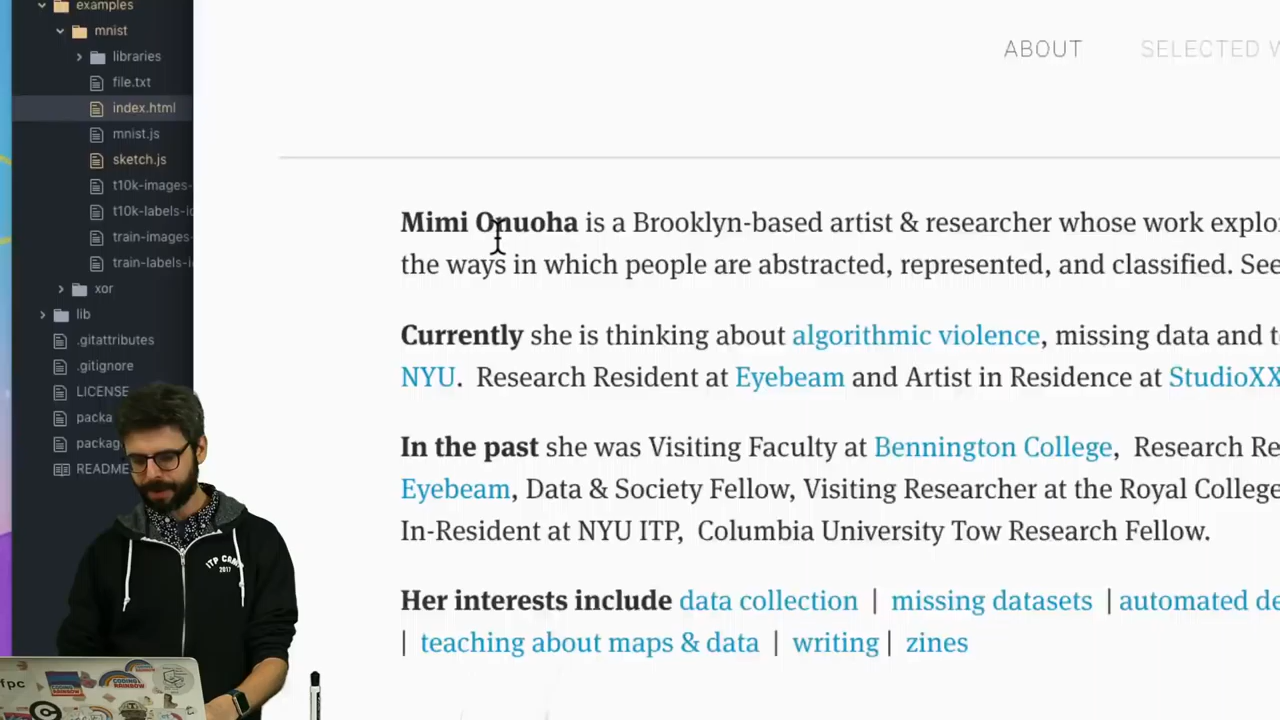 examples
mnist
libraries
file.txt
index.html
mnist.js
sketch.js
t10k-images-
t10k-labels-i
train-images-
train-labels-i
xor
lib
.gitattributes
.gitignore
LICENSE
packa
packag
README
ABOUT SELECTED W
Mimi Onuoha is a Brooklyn-based artist & researcher whose work explo
the ways in which people are abstracted, represented, and classified. See
Currently she is thinking about algorithmic violence, missing data and t
NYU. Research Resident at Eyebeam and Artist in Residence at StudioXX
In the past she was Visiting Faculty at Bennington College, Research Re
Eyebeam, Data & Society Fellow, Visiting Researcher at the Royal College
In-Resident at NYU ITP, Columbia University Tow Research Fellow.
Her interests include data collection | missing datasets | automated de
| teaching about maps & data | writing | zines
ITP CAMP
2017
fpc
CODING RAINBOW